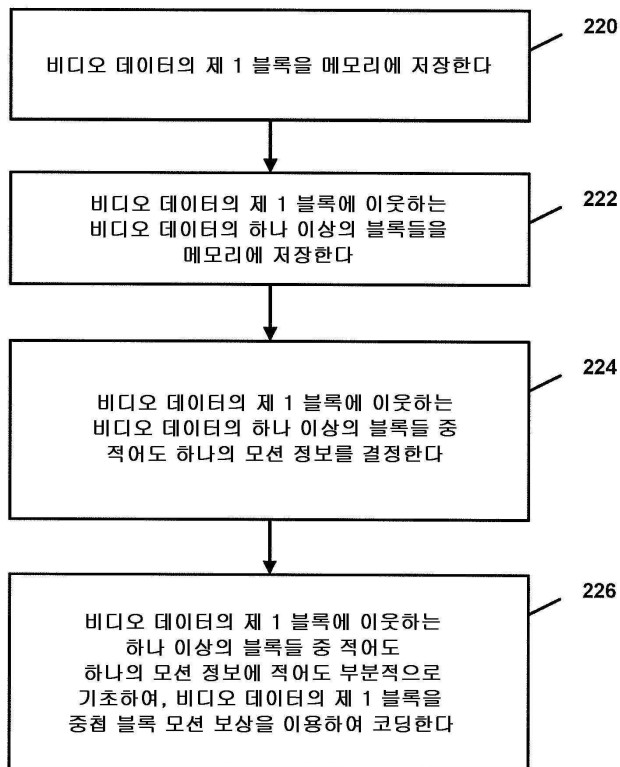 220
비디오 데이터의 제 1 블록을 메모리에 저장한다
222
비디오 데이터의 제 1 블록에 이웃하는
비디오 데이터의 하나 이상의 블록들을
메모리에 저장한다
224
비디오 데이터의 제 1 블록에 이웃하는
비디오 데이터의 하나 이상의 블록들 중
적어도 하나의 모션 정보를 결정한다
226
비디오 데이터의 제 1 블록에 이웃하는
하나 이상의 블록들 중 적어도
하나의 모션 정보에 적어도 부분적으로
기초하여, 비디오 데이터의 제 1 블록을
중첩 블록 모션 보상을 이용하여 코딩한다